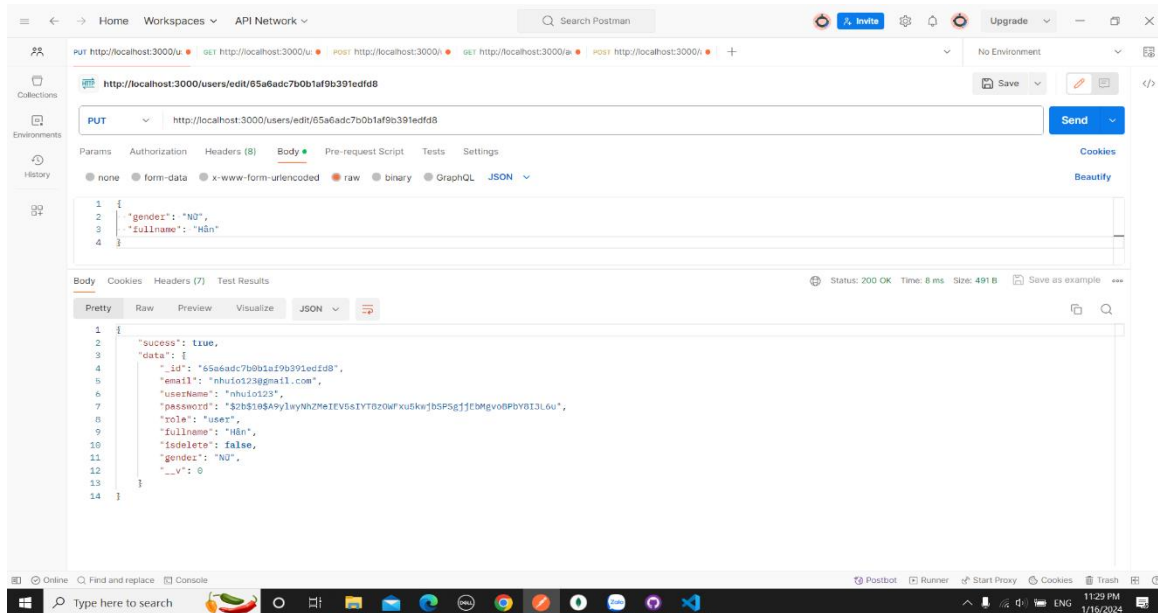 Home Workspaces API Network Search Postman Invite Upgrade
PUT http://localhost:3000/u: GET http://localhost:3000/u: POST http://localhost:3000/ GET http://localhost:3000/ POST http://localhost:3000/ No Environment
HTTP http://localhost:3000/users/edit/65a6adc7b0b1af9b391edfd8 Save
Collections
PUT http://localhost:3000/users/edit/65a6adc7b0b1af9b391edfd8 Send
Environments
Params Authorization Headers (8) Body Pre-request Script Tests Settings Cookies
History
none form-data x-www-form-urlencoded raw binary GraphQL JSON Beautify
1 {
2 "gender": "Nữ",
3 "fullname": "Hân"
4 }
Body Cookies Headers (7) Test Results Status: 200 OK Time: 8 ms Size: 491 B Save as example
Pretty Raw Preview Visualize JSON
1 {
2 "sucess": true,
3 "data": {
4 "_id": "65a6adc7b0b1af9b391edfd8",
5 "email": "nhuio123@gmail.com",
6 "userName": "nhuio123",
7 "password":
8 "role": "user",
9 "fullname": "Hân",
10 "isdelete": false,
11 "gender": "Nữ",
12 "__v": 0
13 }
14 }
Online Find and replace Console Postbot Runner Start Proxy Cookies Trash
Type here to search DELL Zalo ENG 11:29 PM
1/16/2024